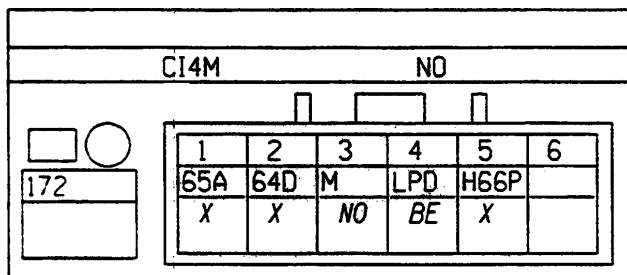 CI4M NO
1 2 3 4 5 6
172 65A 64D M LPD H66P
X X NO BE X